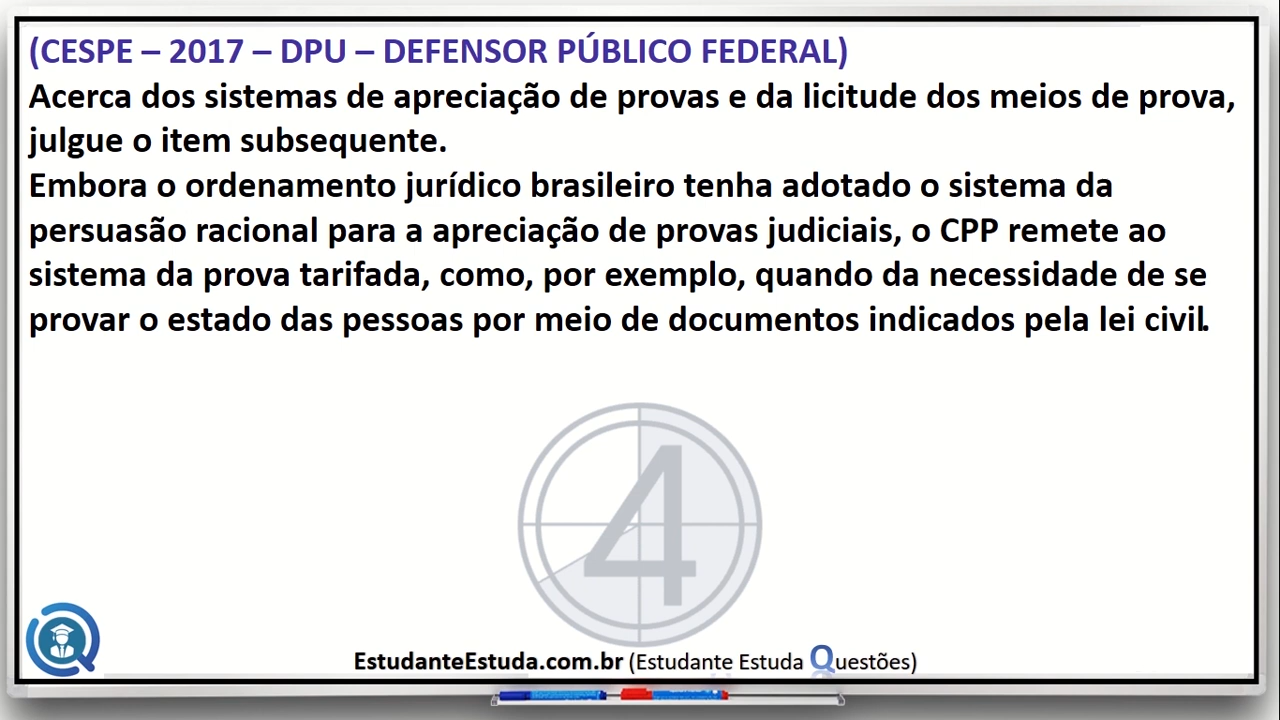 (CESPE – 2017 – DPU – DEFENSOR PÚBLICO FEDERAL)
Acerca dos sistemas de apreciação de provas e da licitude dos meios de prova,
julgue o item subsequente.
Embora o ordenamento jurídico brasileiro tenha adotado o sistema da
persuasão racional para a apreciação de provas judiciais, o CPP remete ao
sistema da prova tarifada, como, por exemplo, quando da necessidade de se
provar o estado das pessoas por meio de documentos indicados pela lei civil.
4
EstudanteEstuda.com.br (Estudante Estuda Questões)